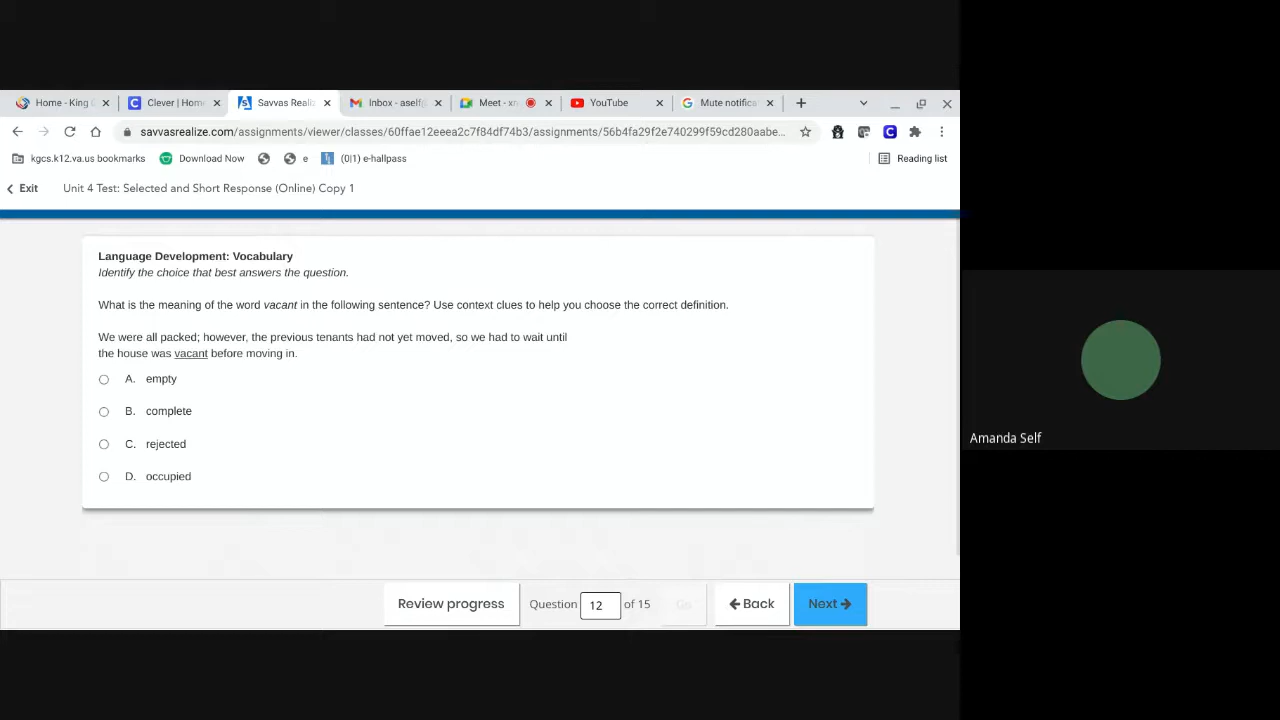 Home - King
Clever | Home
Savvas Realiz
Inbox - aself
Meet - xn
YouTube
Mute notifica
savvasrealize.com/assignments/viewer/classes/60ffae12eeea2c7f84df74b3/assignments/56b4fa29f2e740299f59cd280aabe...
kgcs.k12.va.us bookmarks
Download Now
e
(0|1) e-hallpass
Reading list
Exit
Unit 4 Test: Selected and Short Response (Online) Copy 1
Language Development: Vocabulary
Identify the choice that best answers the question.
What is the meaning of the word vacant in the following sentence? Use context clues to help you choose the correct definition.
We were all packed; however, the previous tenants had not yet moved, so we had to wait until
the house was vacant before moving in.
A. empty
B. complete
C. rejected
D. occupied
Review progress
Question 12 of 15
Go
Back
Next
Amanda Self